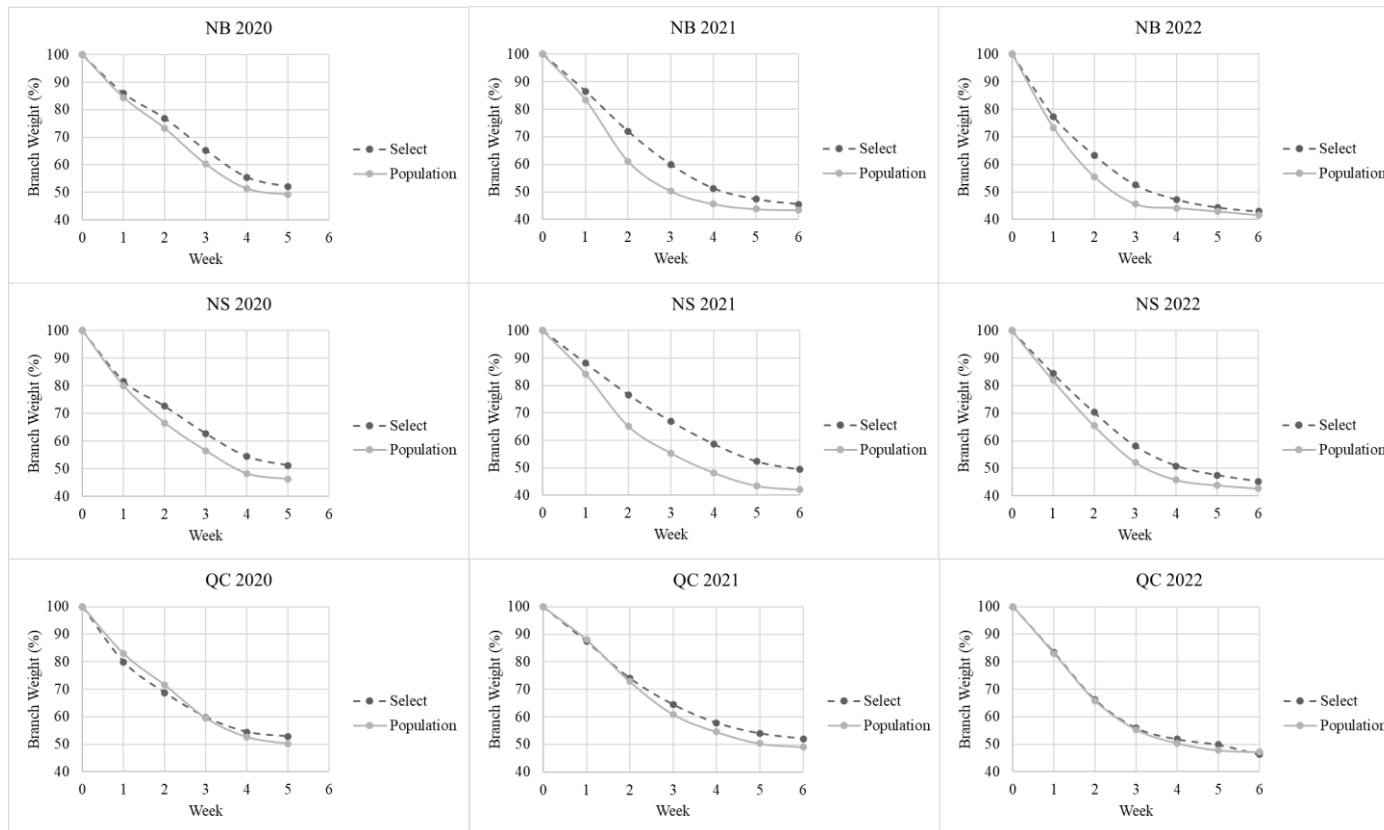 NB 2020
Branch Weight (%)
100
90
80
70
60
50
40
0 1 2 3 4 5 6
Week
Select
Population
NB 2021
Branch Weight (%)
100
90
80
70
60
50
40
0 1 2 3 4 5 6
Week
Select
Population
NB 2022
Branch Weight (%)
100
90
80
70
60
50
40
0 1 2 3 4 5 6
Week
Select
Population
NS 2020
Branch Weight (%)
100
90
80
70
60
50
40
0 1 2 3 4 5 6
Week
Select
Population
NS 2021
Branch Weight (%)
100
90
80
70
60
50
40
0 1 2 3 4 5 6
Week
Select
Population
NS 2022
Branch Weight (%)
100
90
80
70
60
50
40
0 1 2 3 4 5 6
Week
Select
Population
QC 2020
Branch Weight (%)
100
90
80
70
60
50
40
0 1 2 3 4 5 6
Week
Select
Population
QC 2021
Branch Weight (%)
100
90
80
70
60
50
40
0 1 2 3 4 5 6
Week
Select
Population
QC 2022
Branch Weight (%)
100
90
80
70
60
50
40
0 1 2 3 4 5 6
Week
Select
Population